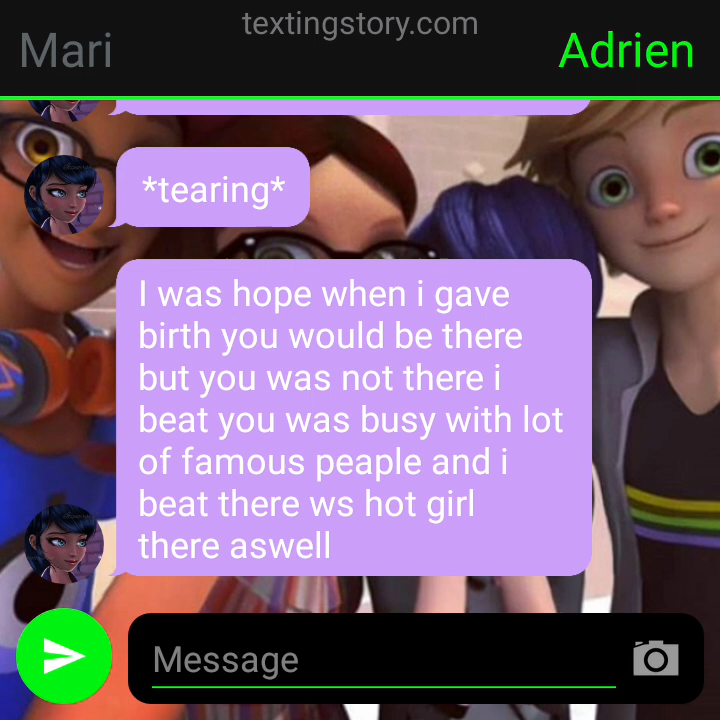 textingstory.com
Mari
Adrien
*tearing*
I was hope when i gave
birth you would be there
but you was not there i
beat you was busy with lot
of famous peaple and i
beat there ws hot girl
there aswell
Message